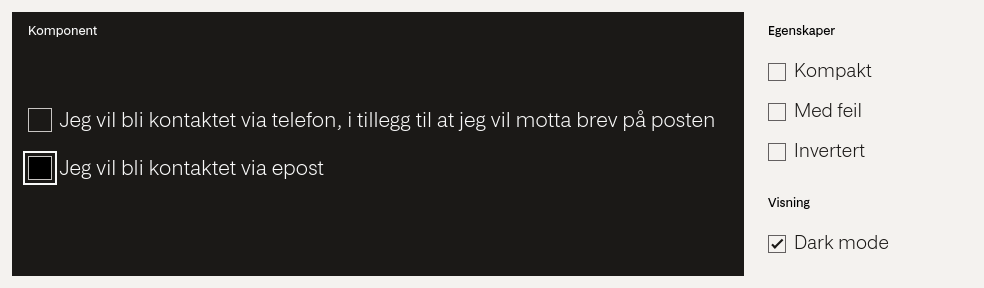 Komponent
Jeg vil bli kontaktet via telefon, i tillegg til at jeg vil motta brev på posten
Jeg vil bli kontaktet via epost
Egenskaper
Kompakt
Med feil
Invertert
Visning
Dark mode